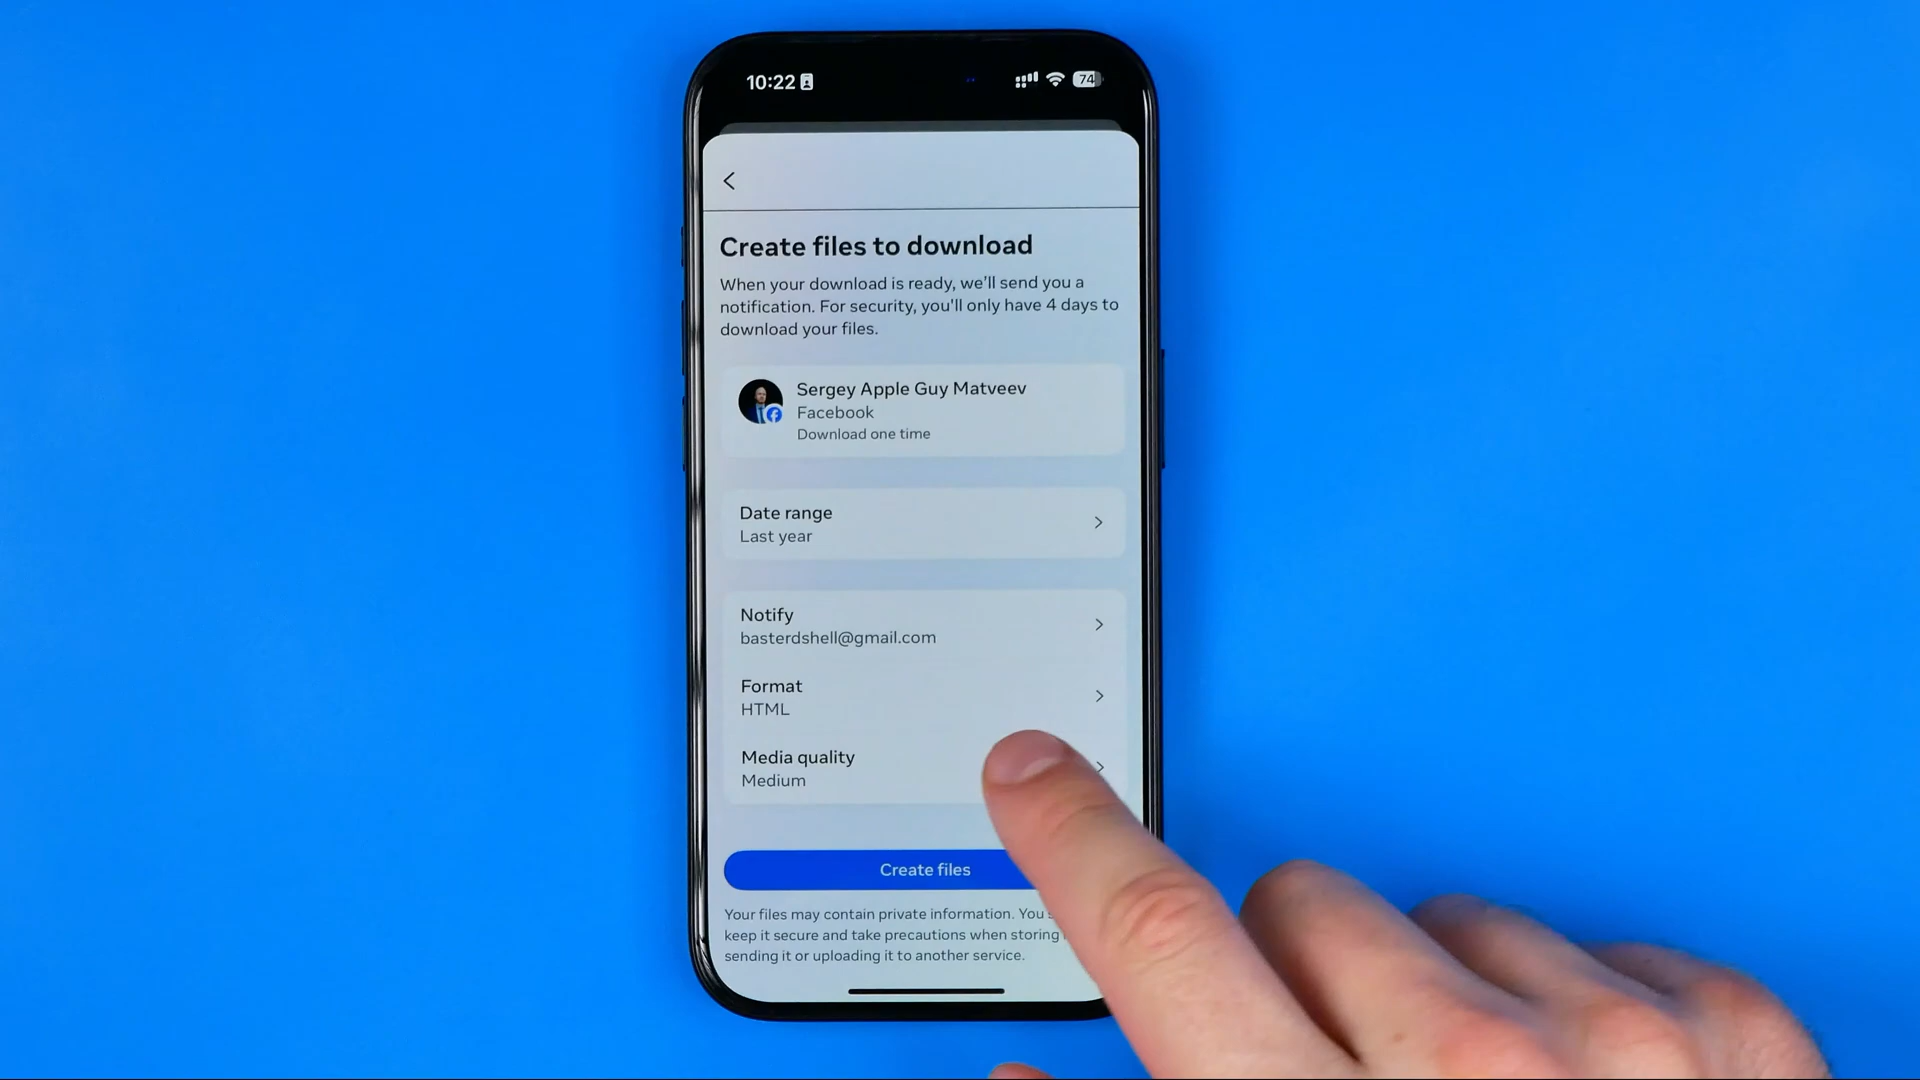 10:22
74
Create files to download
When your download is ready, we'll send you a
notification. For security, you'll only have 4 days to
download your files.
Sergey Apple Guy Matveev
Facebook
Download one time
Date range
Last year
Notify
basterdshell@gmail.com
Format
HTML
Media quality
Medium
Create files
Your files may contain private information. You
keep it secure and take precautions when storing
sending it or uploading it to another service.